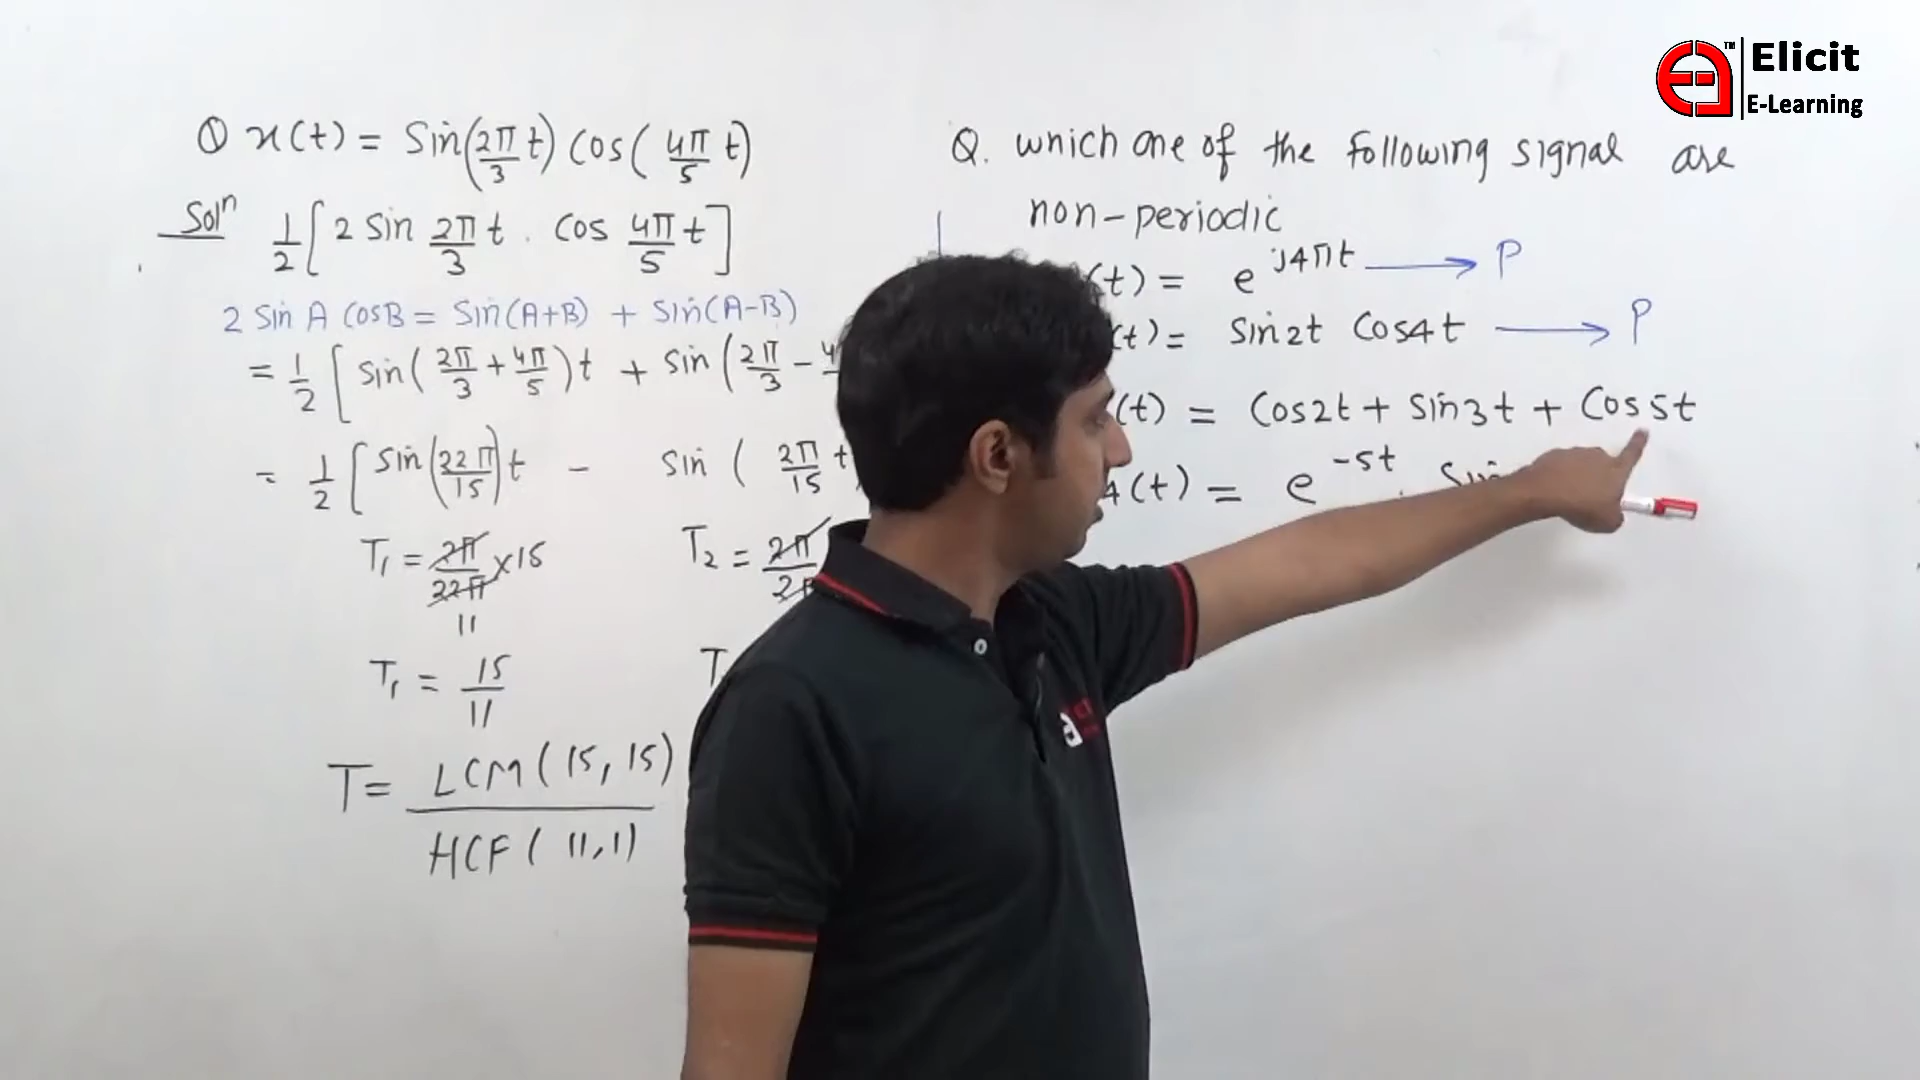 Elicit
E-Learning
① x(t) = Sin(2π/3 t) Cos(4π/5 t)
Solⁿ 1/2 [2 Sin 2π/3 t . Cos 4π/5 t]
2 Sin A CosB = Sin(A+B) + Sin(A-B)
= 1/2 [ Sin( 2π/3 + 4π/5 ) t + Sin ( 2π/3 -
= 1/2 [ Sin(22π/15) t - Sin ( 2π/15 t
T₁ = 2π/22π ×15 T₂ = 2π/
11
T₁ = 15/11
T = LCM ( 15, 15) / HCF ( 11,1)
Q. which one of the following signal are
non-periodic
(t) = e^j4πt → P
(t) = Sin2t Cos4t → P
(t) = Cos2t + Sin3t + Cos5t
4(t) = e^-5t .